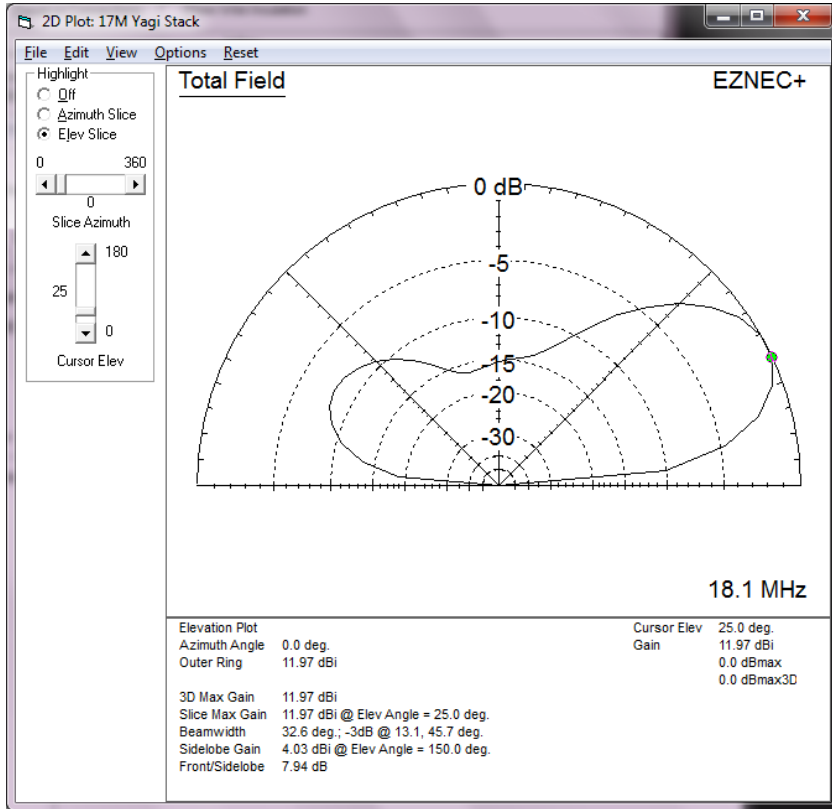 2D Plot: 17M Yagi Stack
File Edit View Options Reset
Highlight
Off
Azimuth Slice
Elev Slice
0 360
0
Slice Azimuth
180
25
0
Cursor Elev
Total Field EZNEC+
0 dB
-5
-10
-15
-20
-30
18.1 MHz
Elevation Plot Cursor Elev 25.0 deg.
Azimuth Angle 0.0 deg. Gain 11.97 dBi
Outer Ring 11.97 dBi 0.0 dBmax
0.0 dBmax3D
3D Max Gain 11.97 dBi
Slice Max Gain 11.97 dBi @ Elev Angle = 25.0 deg.
Beamwidth 32.6 deg.; -3dB @ 13.1, 45.7 deg.
Sidelobe Gain 4.03 dBi @ Elev Angle = 150.0 deg.
Front/Sidelobe 7.94 dB